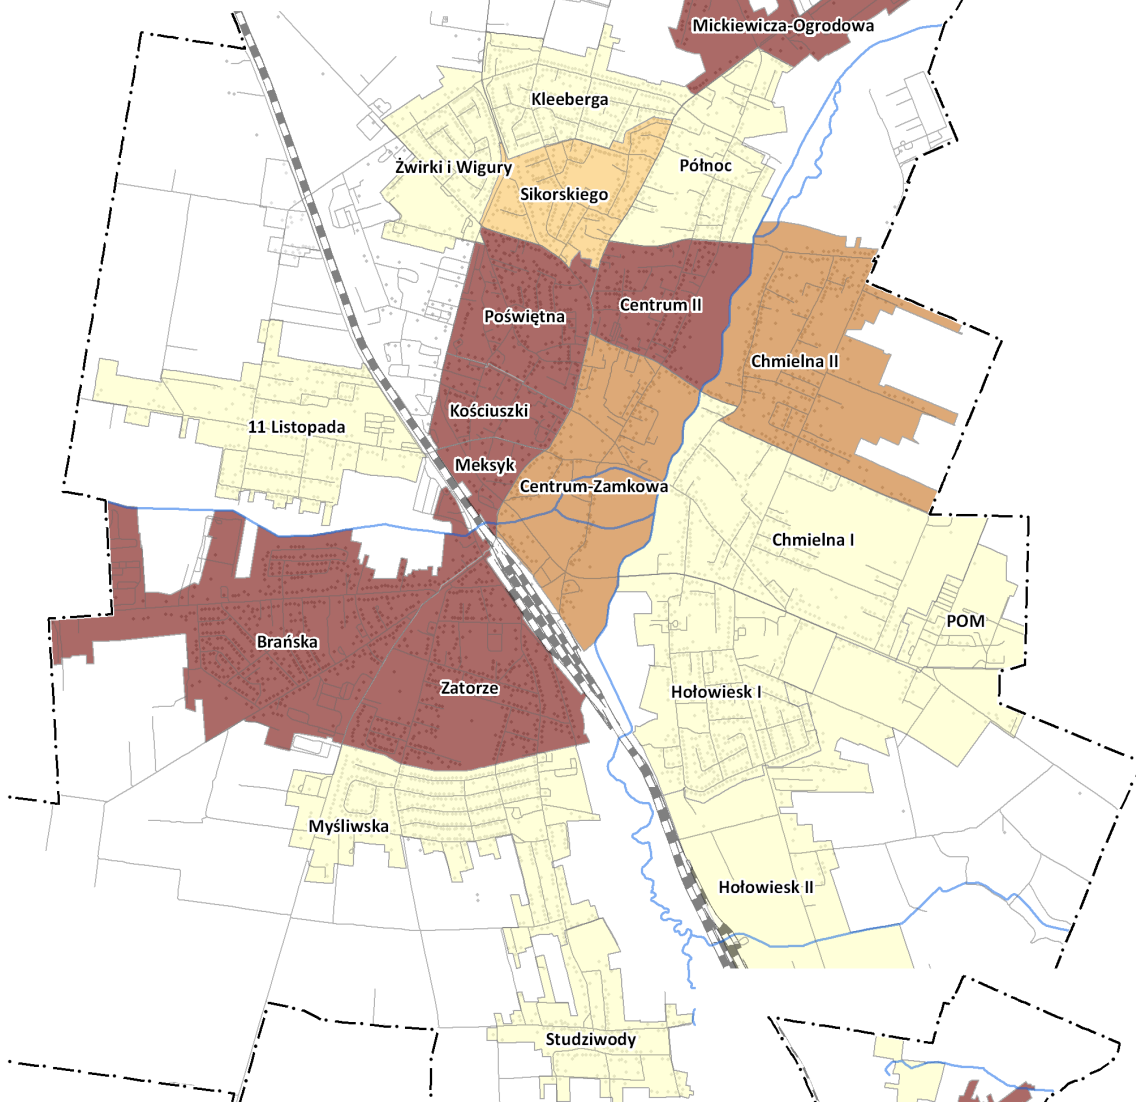 Mickiewicza-Ogrodowa
Kleeberga
Żwirki i Wigury
Północ
Sikorskiego
Centrum II
Poświętna
Chmielna II
Kościuszki
11 Listopada
Meksyk
Centrum-Zamkowa
Chmielna I
POM
Brańska
Zatorze
Hołowiesk I
Myśliwska
Hołowiesk II
Studziwody